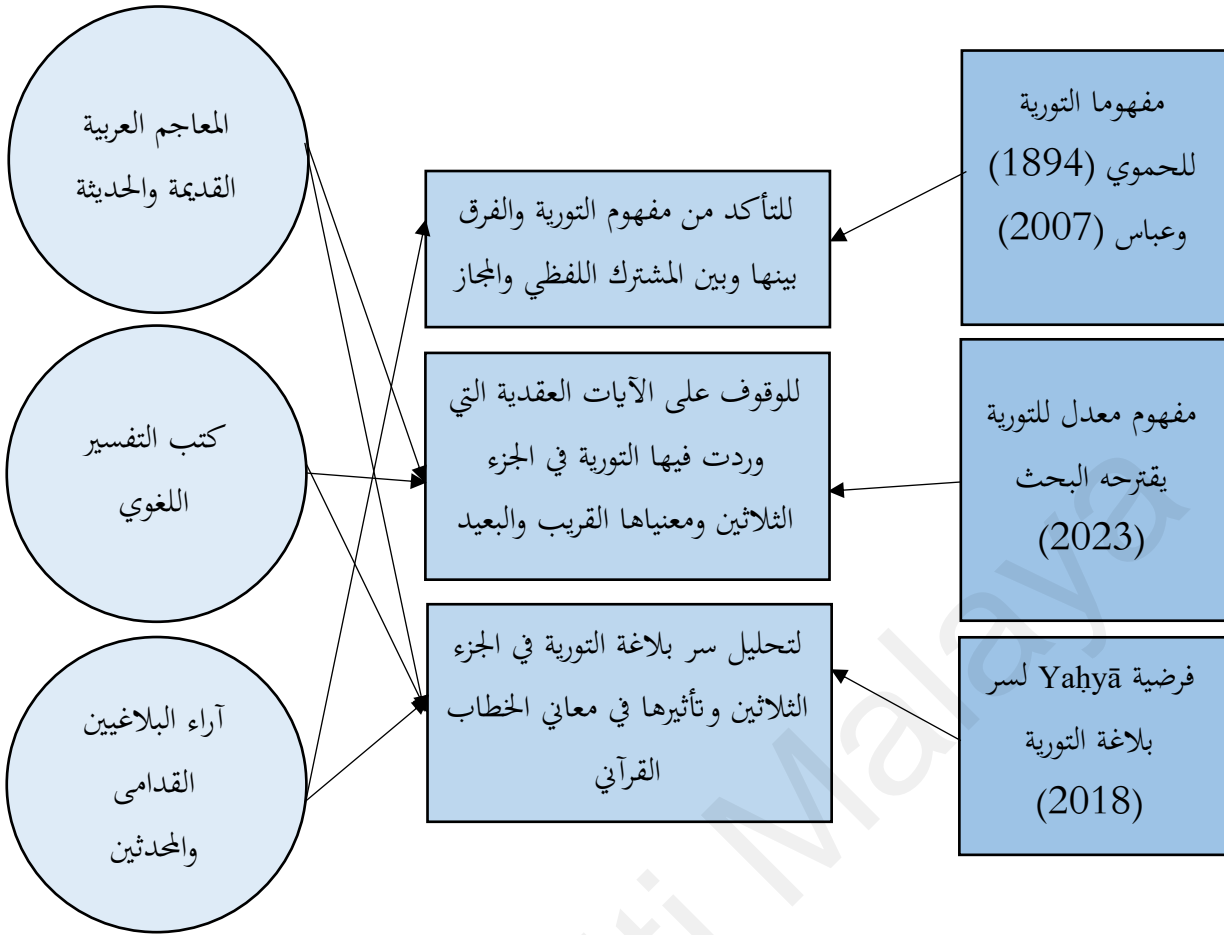 مفهوما التورية
للحموي (1894)
وعباس (2007)
مفهوم معدل للتورية
يقترحه البحث
(2023)
فرضية Yaḥyā لسر
بلاغة التورية
(2018)
للتأكد من مفهوم التورية والفرق
بينها وبين المشترك اللفظي والمجاز
للوقوف على الآيات العقدية التي
وردت فيها التورية في الجزء
الثلاثين ومعنياها القريب والبعيد
لتحليل سر بلاغة التورية في الجزء
الثلاثين وتأثيرها في معاني الخطاب
القرآني
المعاجم العربية
القديمة والحديثة
كتب التفسير
اللغوي
آراء البلاغيين
القدامى
والمحدثين
ti Malaya